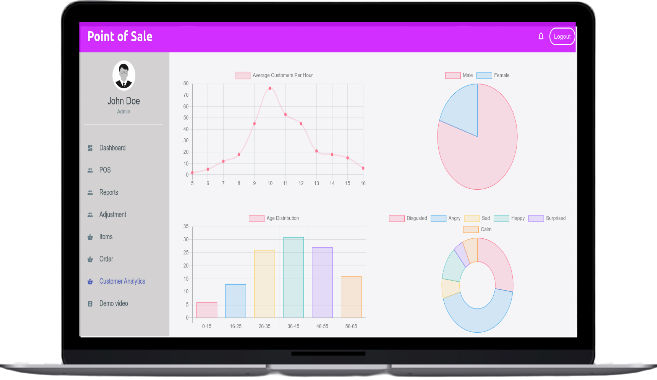 Point of Sale
Logout
John Doe
Admin
Dashboard
POS
Reports
Adjustment
Items
Order
Customer Analytics
Demo video
Average Customers Per Hour
80
70
60
50
40
30
20
10
0
5 6 7 8 9 10 11 12 13 14 15 16
Male Female
Age Distribution
35
30
25
20
15
10
5
0
0-15 16-25 26-35 36-45 46-55 56-65
Disgusted Angry Sad Happy Surprised
Calm